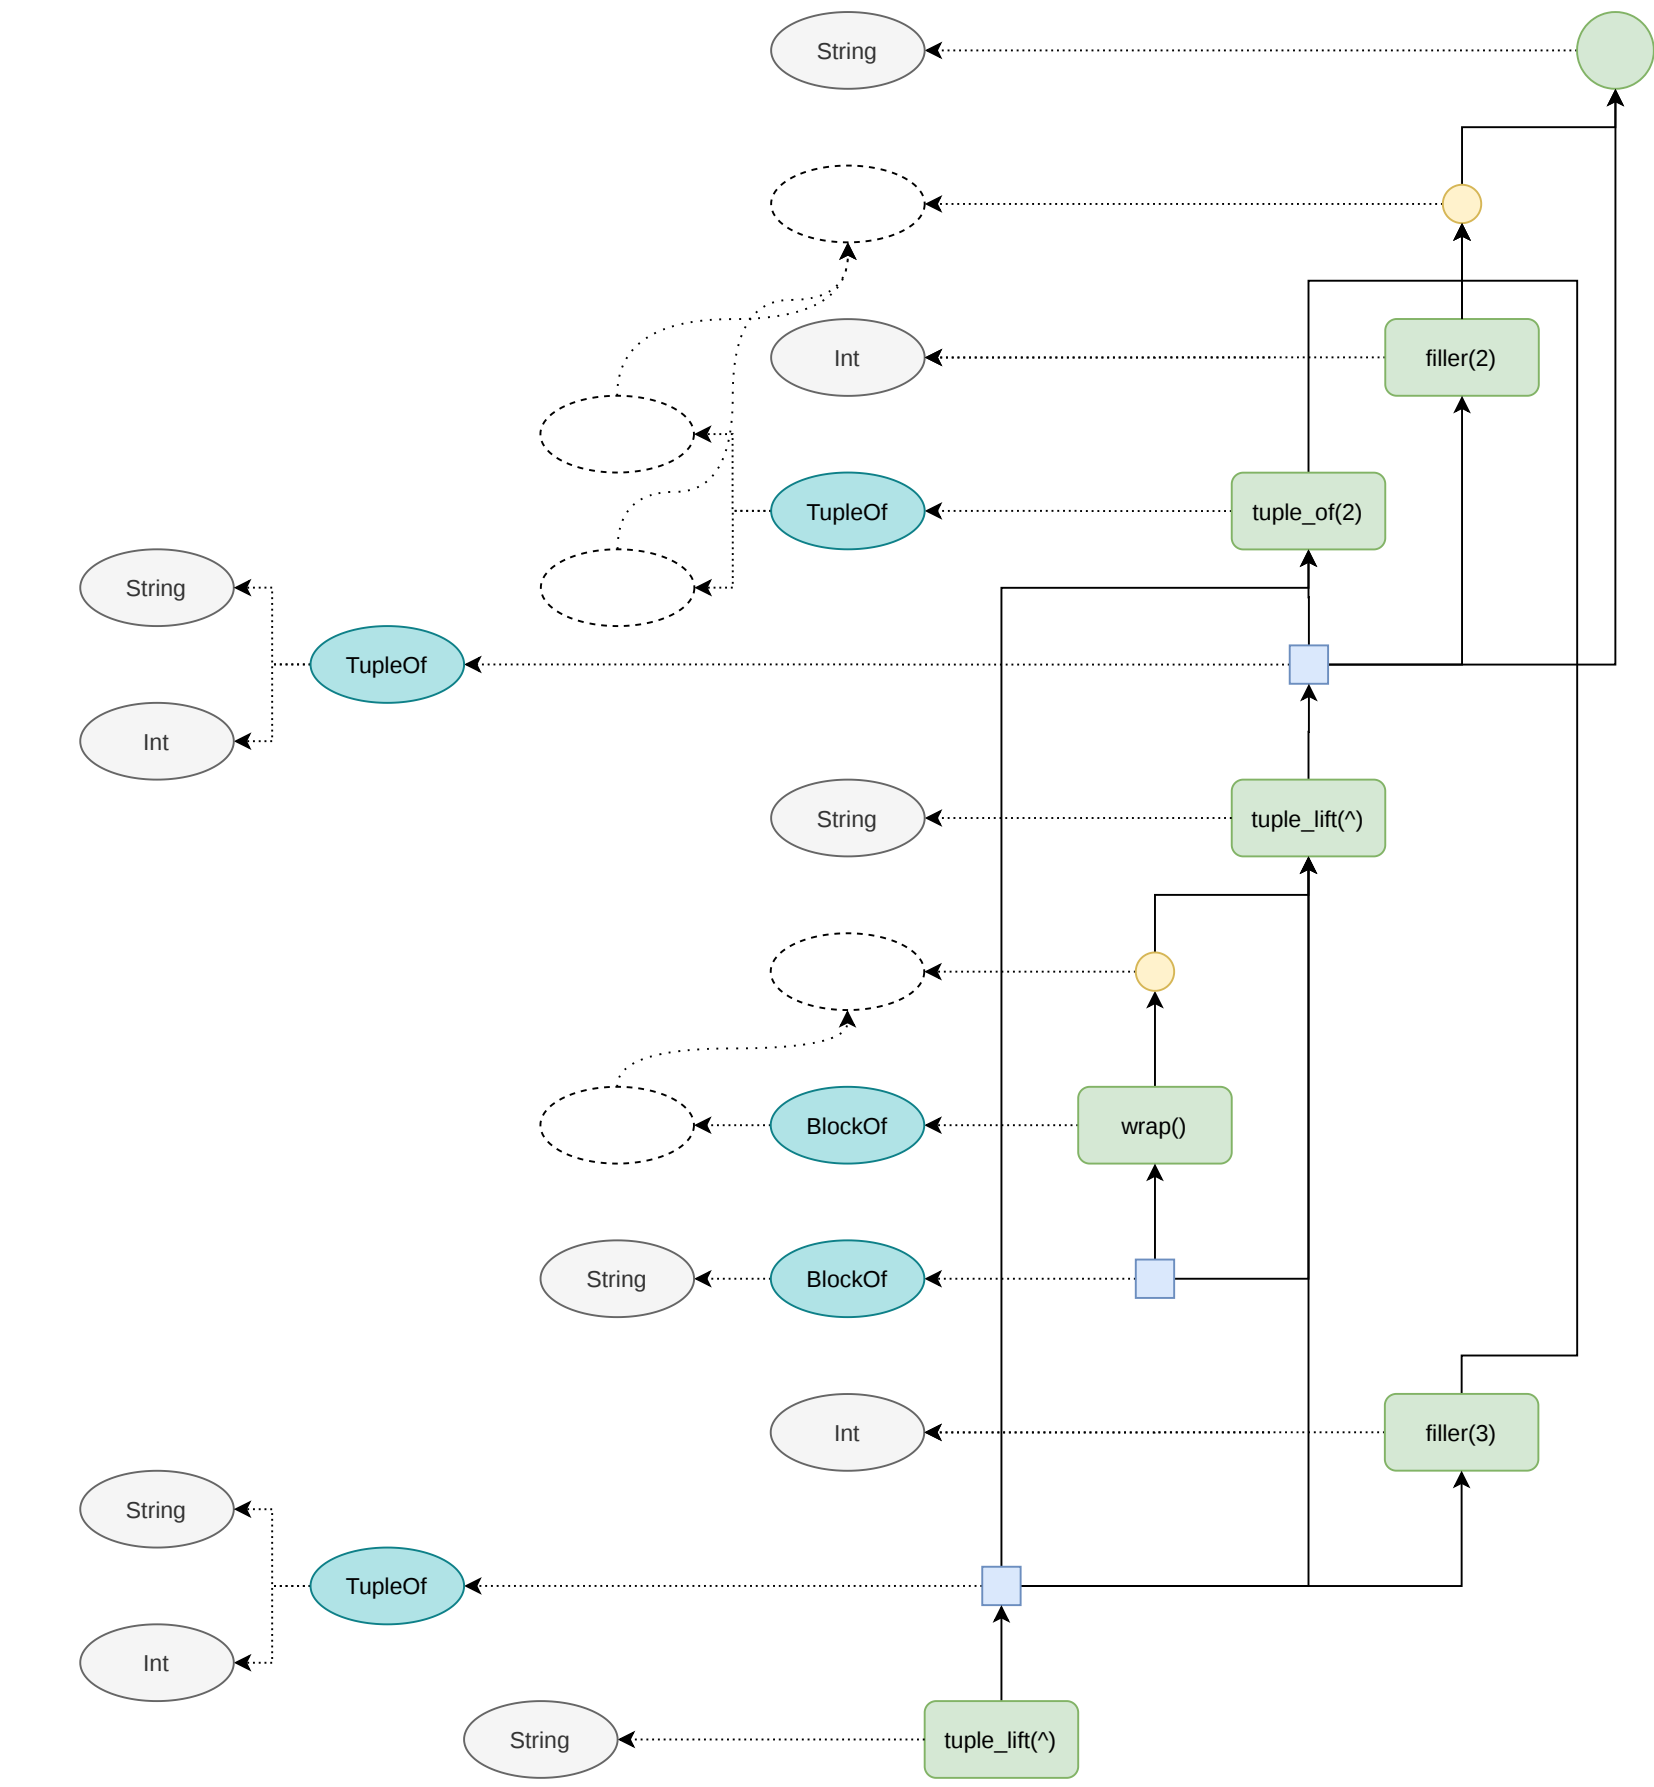 String
Int
filler(2)
TupleOf
tuple_of(2)
String
TupleOf
Int
String
tuple_lift(^)
BlockOf
wrap()
String
BlockOf
Int
filler(3)
String
TupleOf
Int
String
tuple_lift(^)